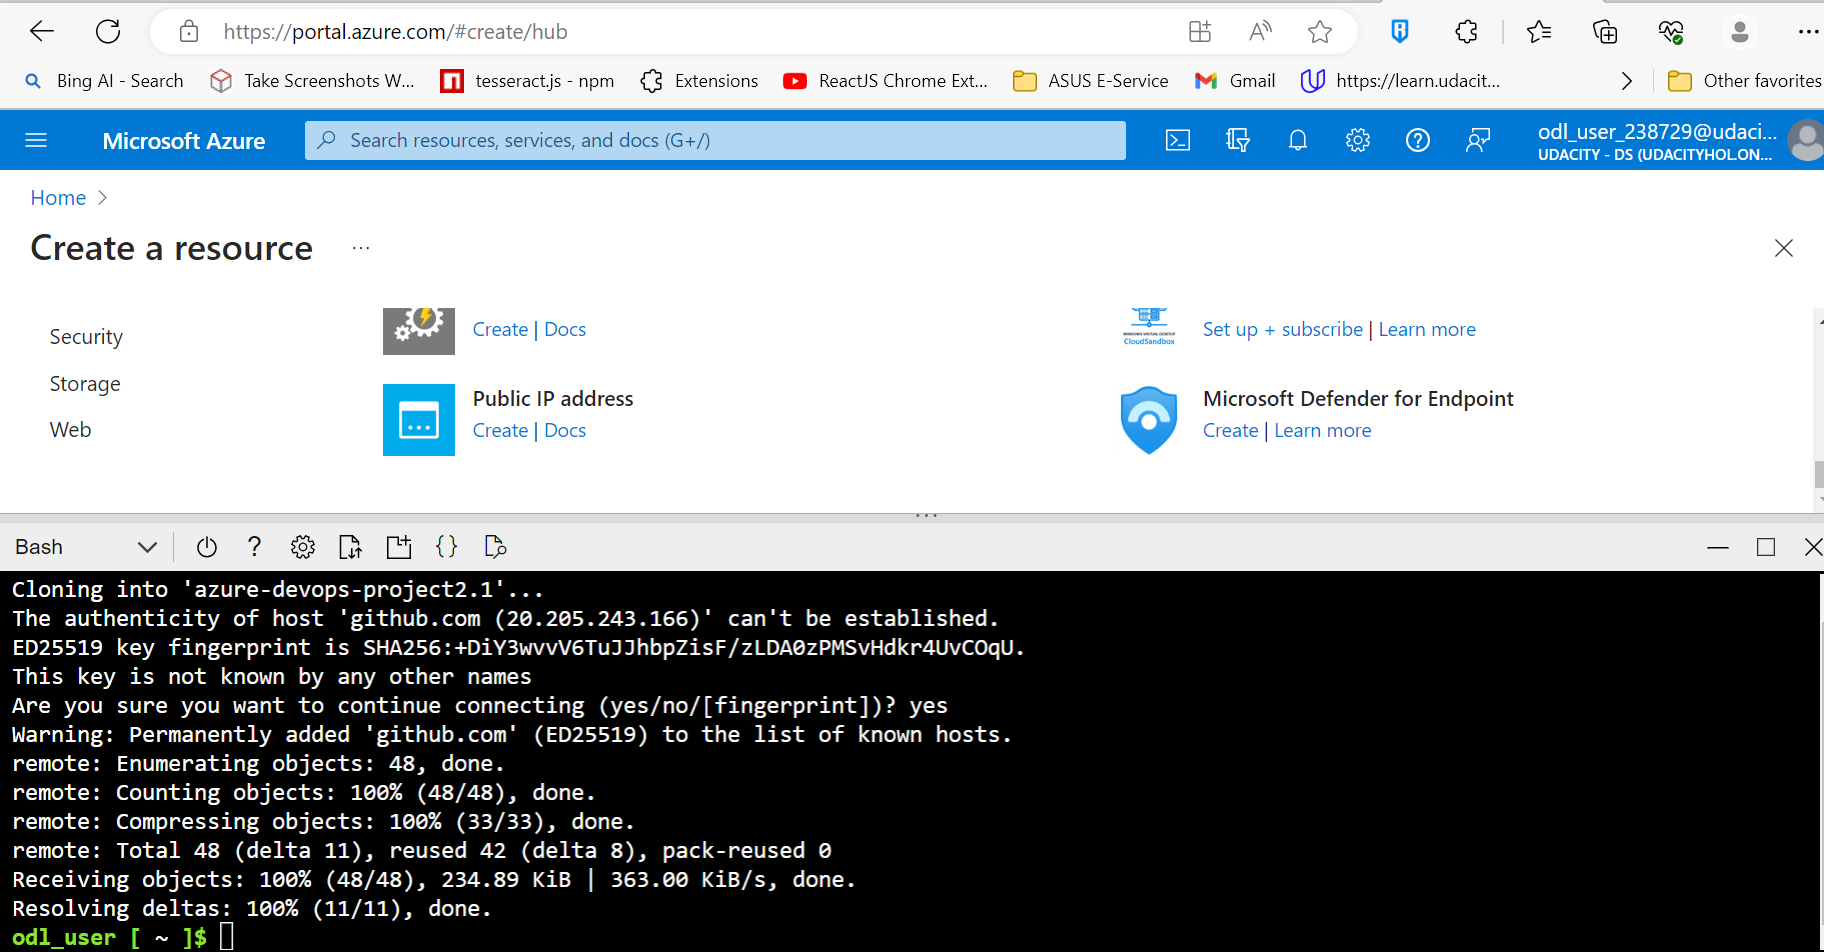 https://portal.azure.com/#create/hub
Bing AI - Search
Take Screenshots W...
tesseract.js - npm
Extensions
ReactJS Chrome Ext...
ASUS E-Service
Gmail
https://learn.udacit...
Other favorites
Microsoft Azure
Search resources, services, and docs (G+/)
odl_user_238729@udaci...
UDACITY - DS (UDACITYHOL.ON...
Home >
Create a resource ...
Security
Storage
Web
Create | Docs
Public IP address
Create | Docs
WINDOWS VIRTUAL DESKTOP
CloudSandbox
Set up + subscribe | Learn more
Microsoft Defender for Endpoint
Create | Learn more
Bash
Cloning into 'azure-devops-project2.1'...
The authenticity of host 'github.com (20.205.243.166)' can't be established.
ED25519 key fingerprint is SHA256:+DiY3wvvV6TuJJhbpZisF/zLDA0zPMSvHdkr4UvCOqU.
This key is not known by any other names
Are you sure you want to continue connecting (yes/no/[fingerprint])? yes
Warning: Permanently added 'github.com' (ED25519) to the list of known hosts.
remote: Enumerating objects: 48, done.
remote: Counting objects: 100% (48/48), done.
remote: Compressing objects: 100% (33/33), done.
remote: Total 48 (delta 11), reused 42 (delta 8), pack-reused 0
Receiving objects: 100% (48/48), 234.89 KiB | 363.00 KiB/s, done.
Resolving deltas: 100% (11/11), done.
odl_user [ ~ ]$